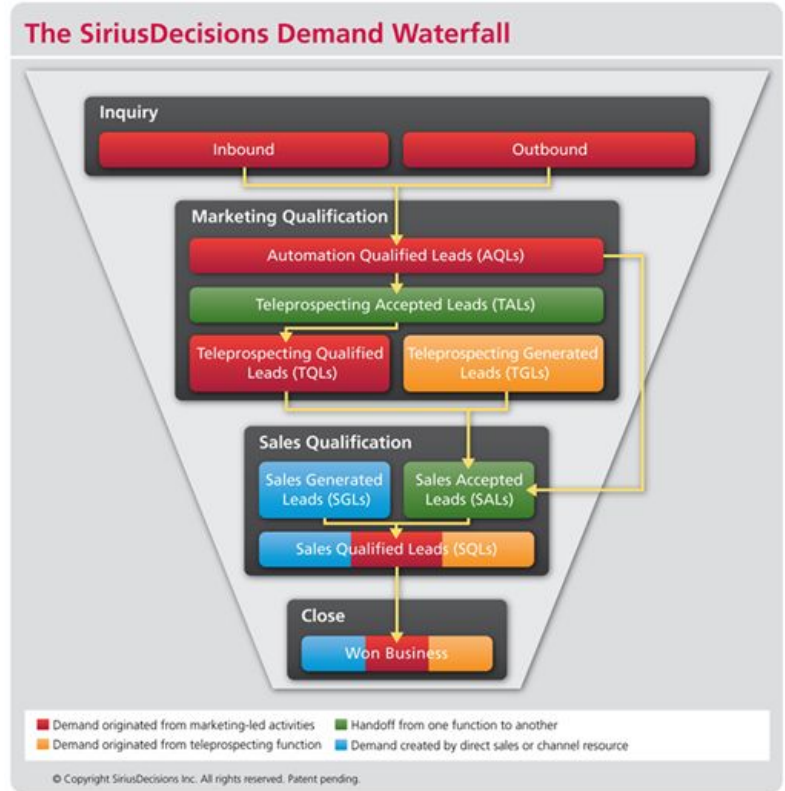 The SiriusDecisions Demand Waterfall
Inquiry
Inbound
Outbound
Marketing Qualification
Automation Qualified Leads (AQLs)
Teleprospecting Accepted Leads (TALs)
Teleprospecting Qualified
Leads (TQLs)
Teleprospecting Generated
Leads (TGLs)
Sales Qualification
Sales Generated
Leads (SGLs)
Sales Accepted
Leads (SALs)
Sales Qualified Leads (SQLs)
Close
Won Business
Demand originated from marketing-led activities
Handoff from one function to another
Demand originated from teleprospecting function
Demand created by direct sales or channel resource
© Copyright SiriusDecisions Inc. All rights reserved. Patent pending.